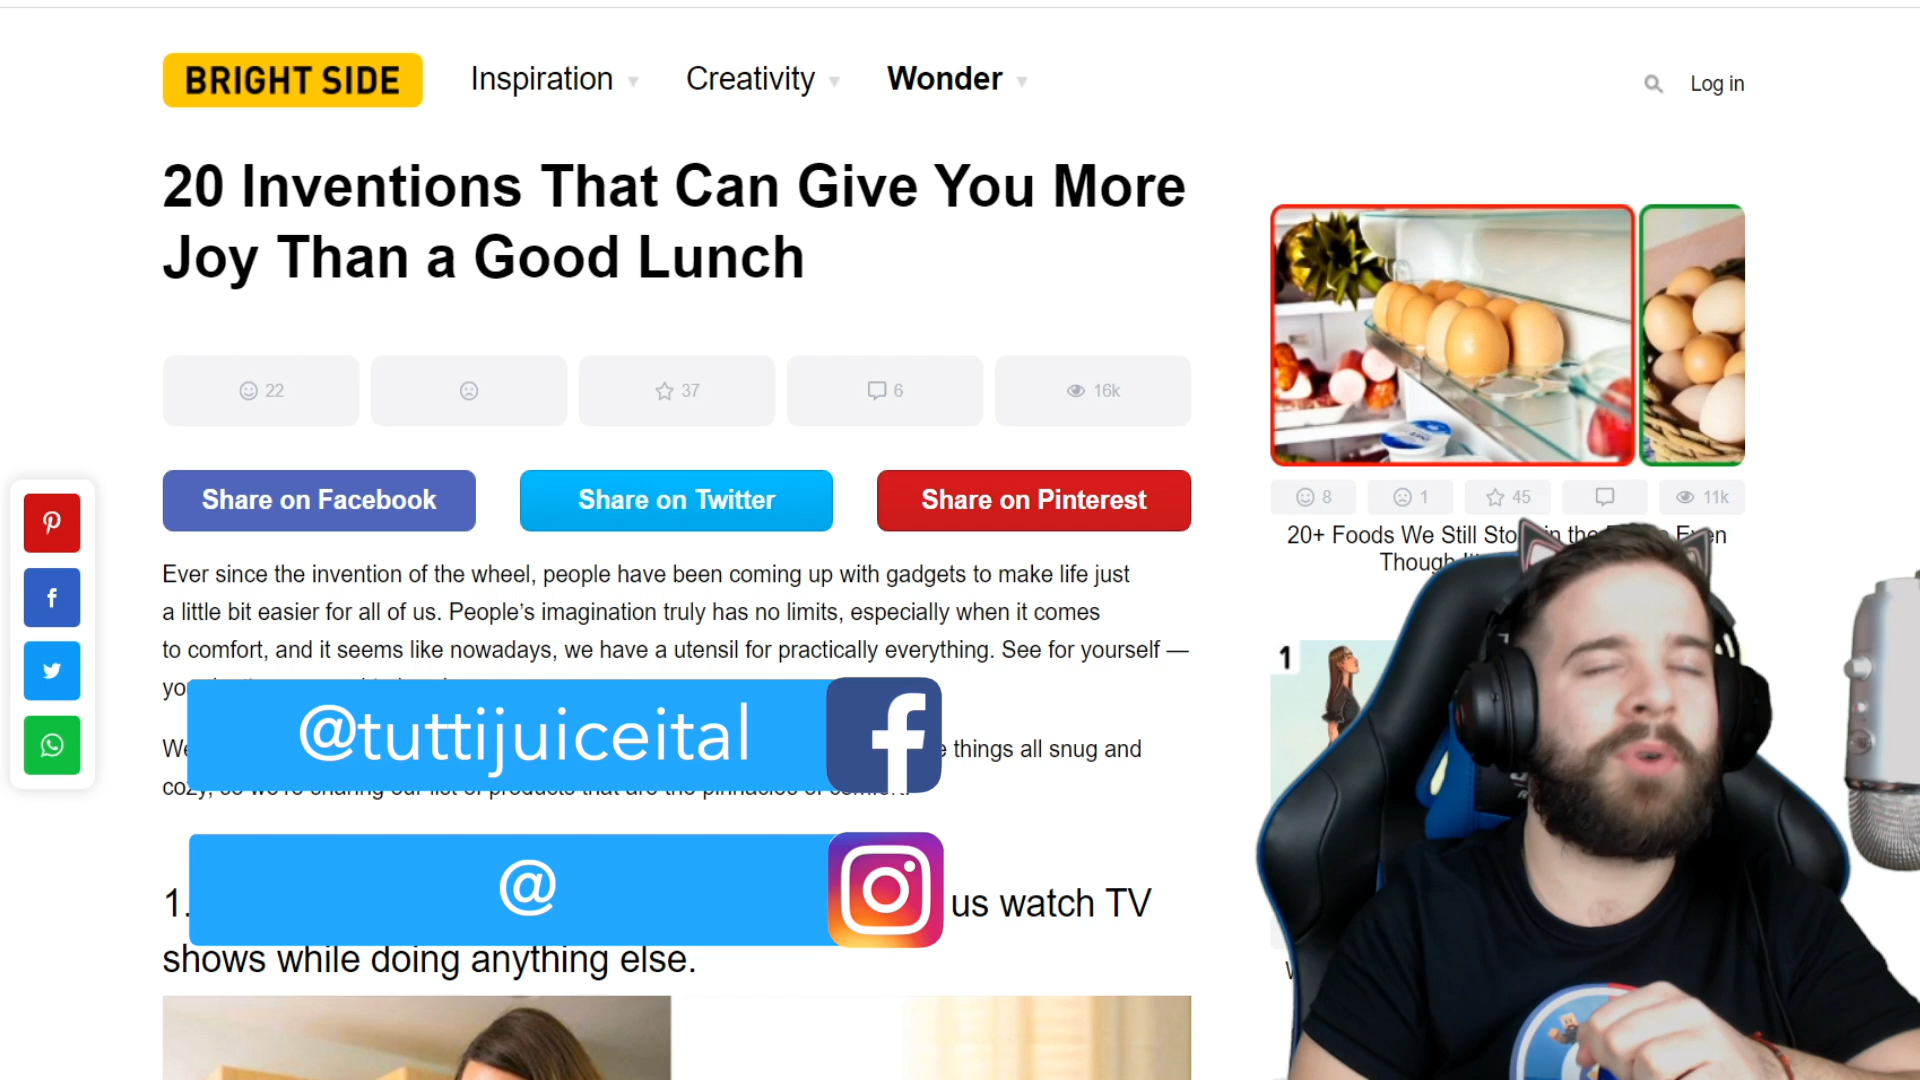 BRIGHT SIDE
Inspiration
Creativity
Wonder
Log in
20 Inventions That Can Give You More
Joy Than a Good Lunch
22
37
6
16k
Share on Facebook
Share on Twitter
Share on Pinterest
Ever since the invention of the wheel, people have been coming up with gadgets to make life just
a little bit easier for all of us. People's imagination truly has no limits, especially when it comes
to comfort, and it seems like nowadays, we have a utensil for practically everything. See for yourself —
@tuttijuiceital
things all snug and
@
1.
us watch TV
shows while doing anything else.
8
1
45
11k
20+ Foods We Still
in the
Even
1